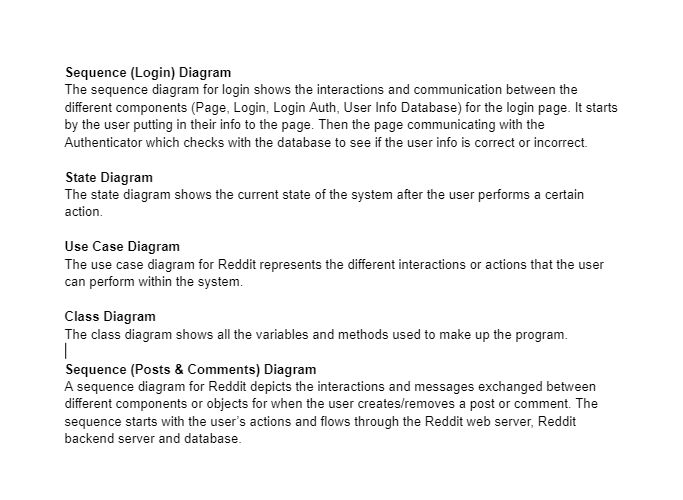 Sequence (Login) Diagram
The sequence diagram for login shows the interactions and communication between the
different components (Page, Login, Login Auth, User Info Database) for the login page. It starts
by the user putting in their info to the page. Then the page communicating with the
Authenticator which checks with the database to see if the user info is correct or incorrect.
State Diagram
The state diagram shows the current state of the system after the user performs a certain
action.
Use Case Diagram
The use case diagram for Reddit represents the different interactions or actions that the user
can perform within the system.
Class Diagram
The class diagram shows all the variables and methods used to make up the program.
Sequence (Posts & Comments) Diagram
A sequence diagram for Reddit depicts the interactions and messages exchanged between
different components or objects for when the user creates/removes a post or comment. The
sequence starts with the user’s actions and flows through the Reddit web server, Reddit
backend server and database.